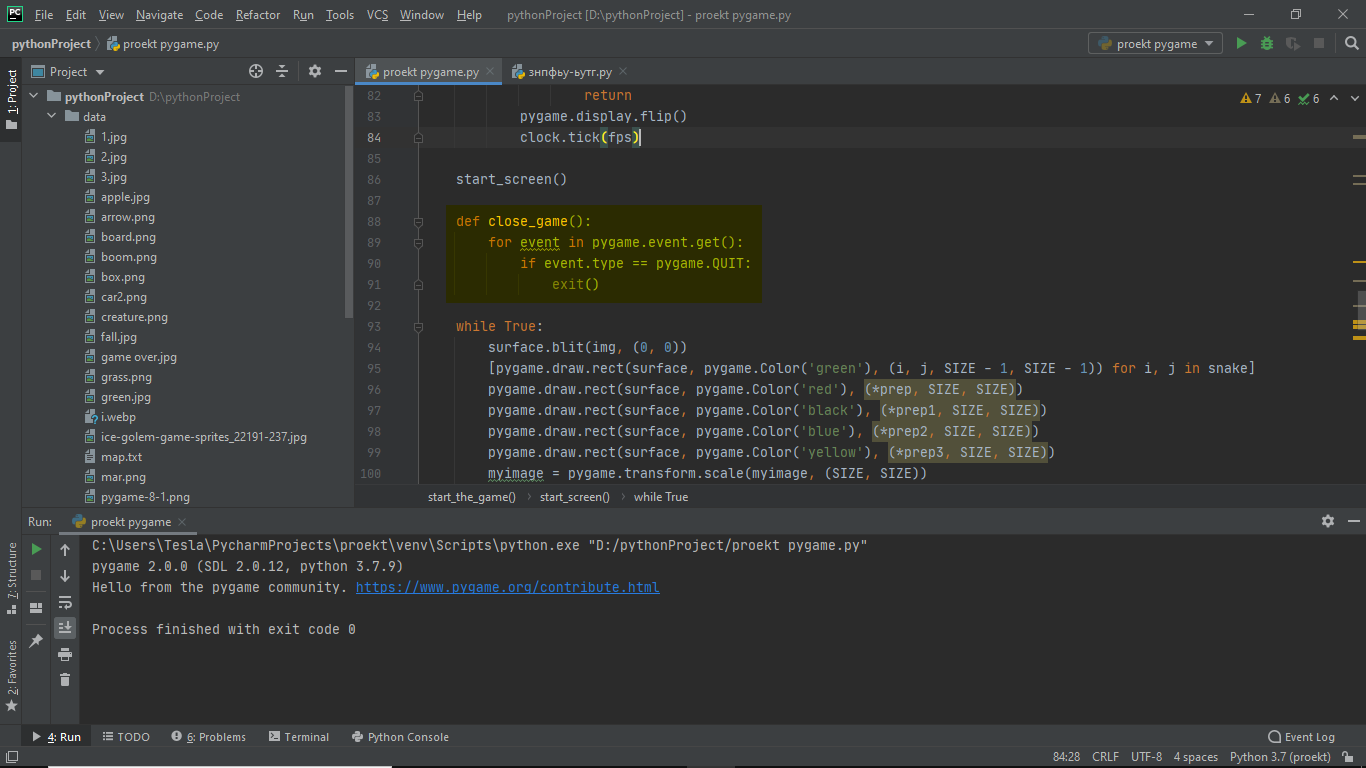 PC File Edit View Navigate Code Refactor Run Tools VCS Window Help pythonProject [D:\pythonProject] - proekt pygame.py
pythonProject proekt pygame.py proekt pygame
1: Project
Project
pythonProject D:\pythonProject
data
1.jpg
2.jpg
3.jpg
apple.jpg
arrow.png
board.png
boom.png
box.png
car2.png
creature.png
fall.jpg
game over.jpg
grass.png
green.jpg
i.webp
ice-golem-game-sprites_22191-237.jpg
map.txt
mar.png
pygame-8-1.png
proekt pygame.py знпфьу-ыутг.py
7 6 6
82 return
83 pygame.display.flip()
84 clock.tick(fps)
85
86 start_screen()
87
88 def close_game():
89 for event in pygame.event.get():
90 if event.type == pygame.QUIT:
91 exit()
92
93 while True:
94 surface.blit(img, (0, 0))
95 [pygame.draw.rect(surface, pygame.Color('green'), (i, j, SIZE - 1, SIZE - 1)) for i, j in snake]
96 pygame.draw.rect(surface, pygame.Color('red'), (*prep, SIZE, SIZE))
97 pygame.draw.rect(surface, pygame.Color('black'), (*prep1, SIZE, SIZE))
98 pygame.draw.rect(surface, pygame.Color('blue'), (*prep2, SIZE, SIZE))
99 pygame.draw.rect(surface, pygame.Color('yellow'), (*prep3, SIZE, SIZE))
100 myimage = pygame.transform.scale(myimage, (SIZE, SIZE))
start_the_game() start_screen() while True
Run: proekt pygame
C:\Users\Tesla\PycharmProjects\proekt\venv\Scripts\python.exe "D:/pythonProject/proekt pygame.py"
pygame 2.0.0 (SDL 2.0.12, python 3.7.9)
Hello from the pygame community. https://www.pygame.org/contribute.html
Process finished with exit code 0
7: Structure
2: Favorites
4: Run TODO 6: Problems Terminal Python Console Event Log
84:28 CRLF UTF-8 4 spaces Python 3.7 (proekt)